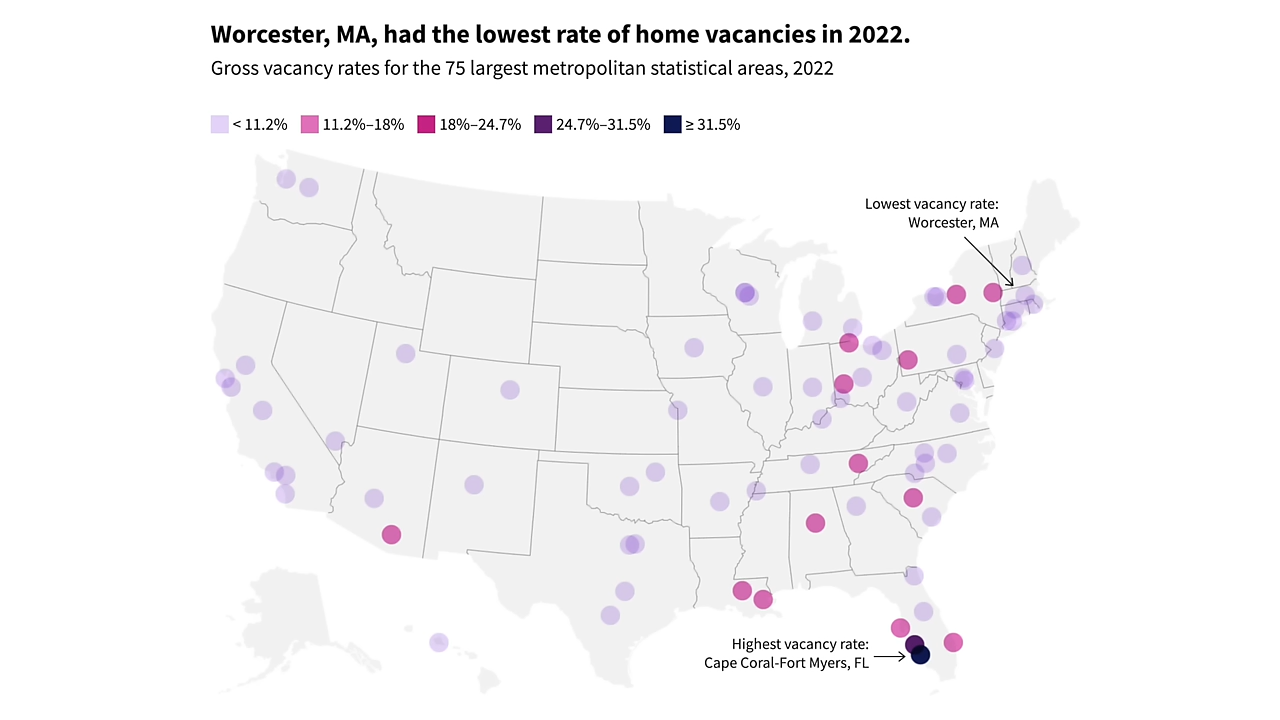 Worcester, MA, had the lowest rate of home vacancies in 2022.
Gross vacancy rates for the 75 largest metropolitan statistical areas, 2022
< 11.2% 11.2%–18% 18%–24.7% 24.7%–31.5% ≥ 31.5%
Lowest vacancy rate:
Worcester, MA
Highest vacancy rate:
Cape Coral-Fort Myers, FL